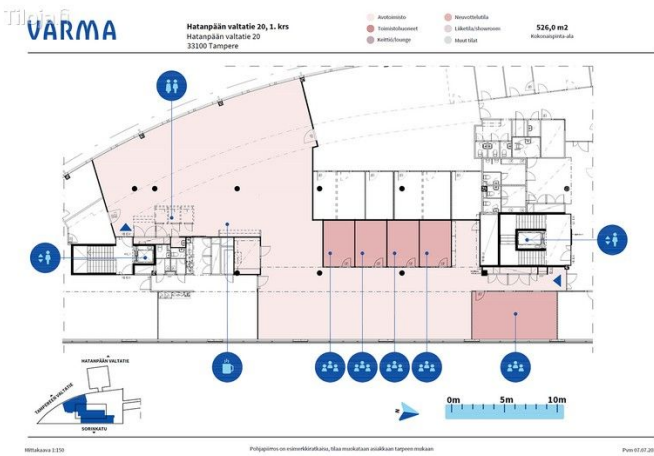 Tiloja.fi
VARMA
Hatanpään valtatie 20, 1. krs
Hatanpään valtatie 20
33100 Tampere
Avotoimisto
Toimistohuoneet
Keittiö/lounge
Neuvottelutila
Liiketila/showroom
Muut tilat
526,0 m2
Kokonaispinta-ala
HATANPÄÄN VALTATIE
TAMPEREEN VALTATIE
SORINKATU
N
0m 5m 10m
Mittakaava 1:150
Pohjapiirros on esimerkkiratkaisu, tilaa muokataan asiakkaan tarpeen mukaan
Pvm 07.07.20